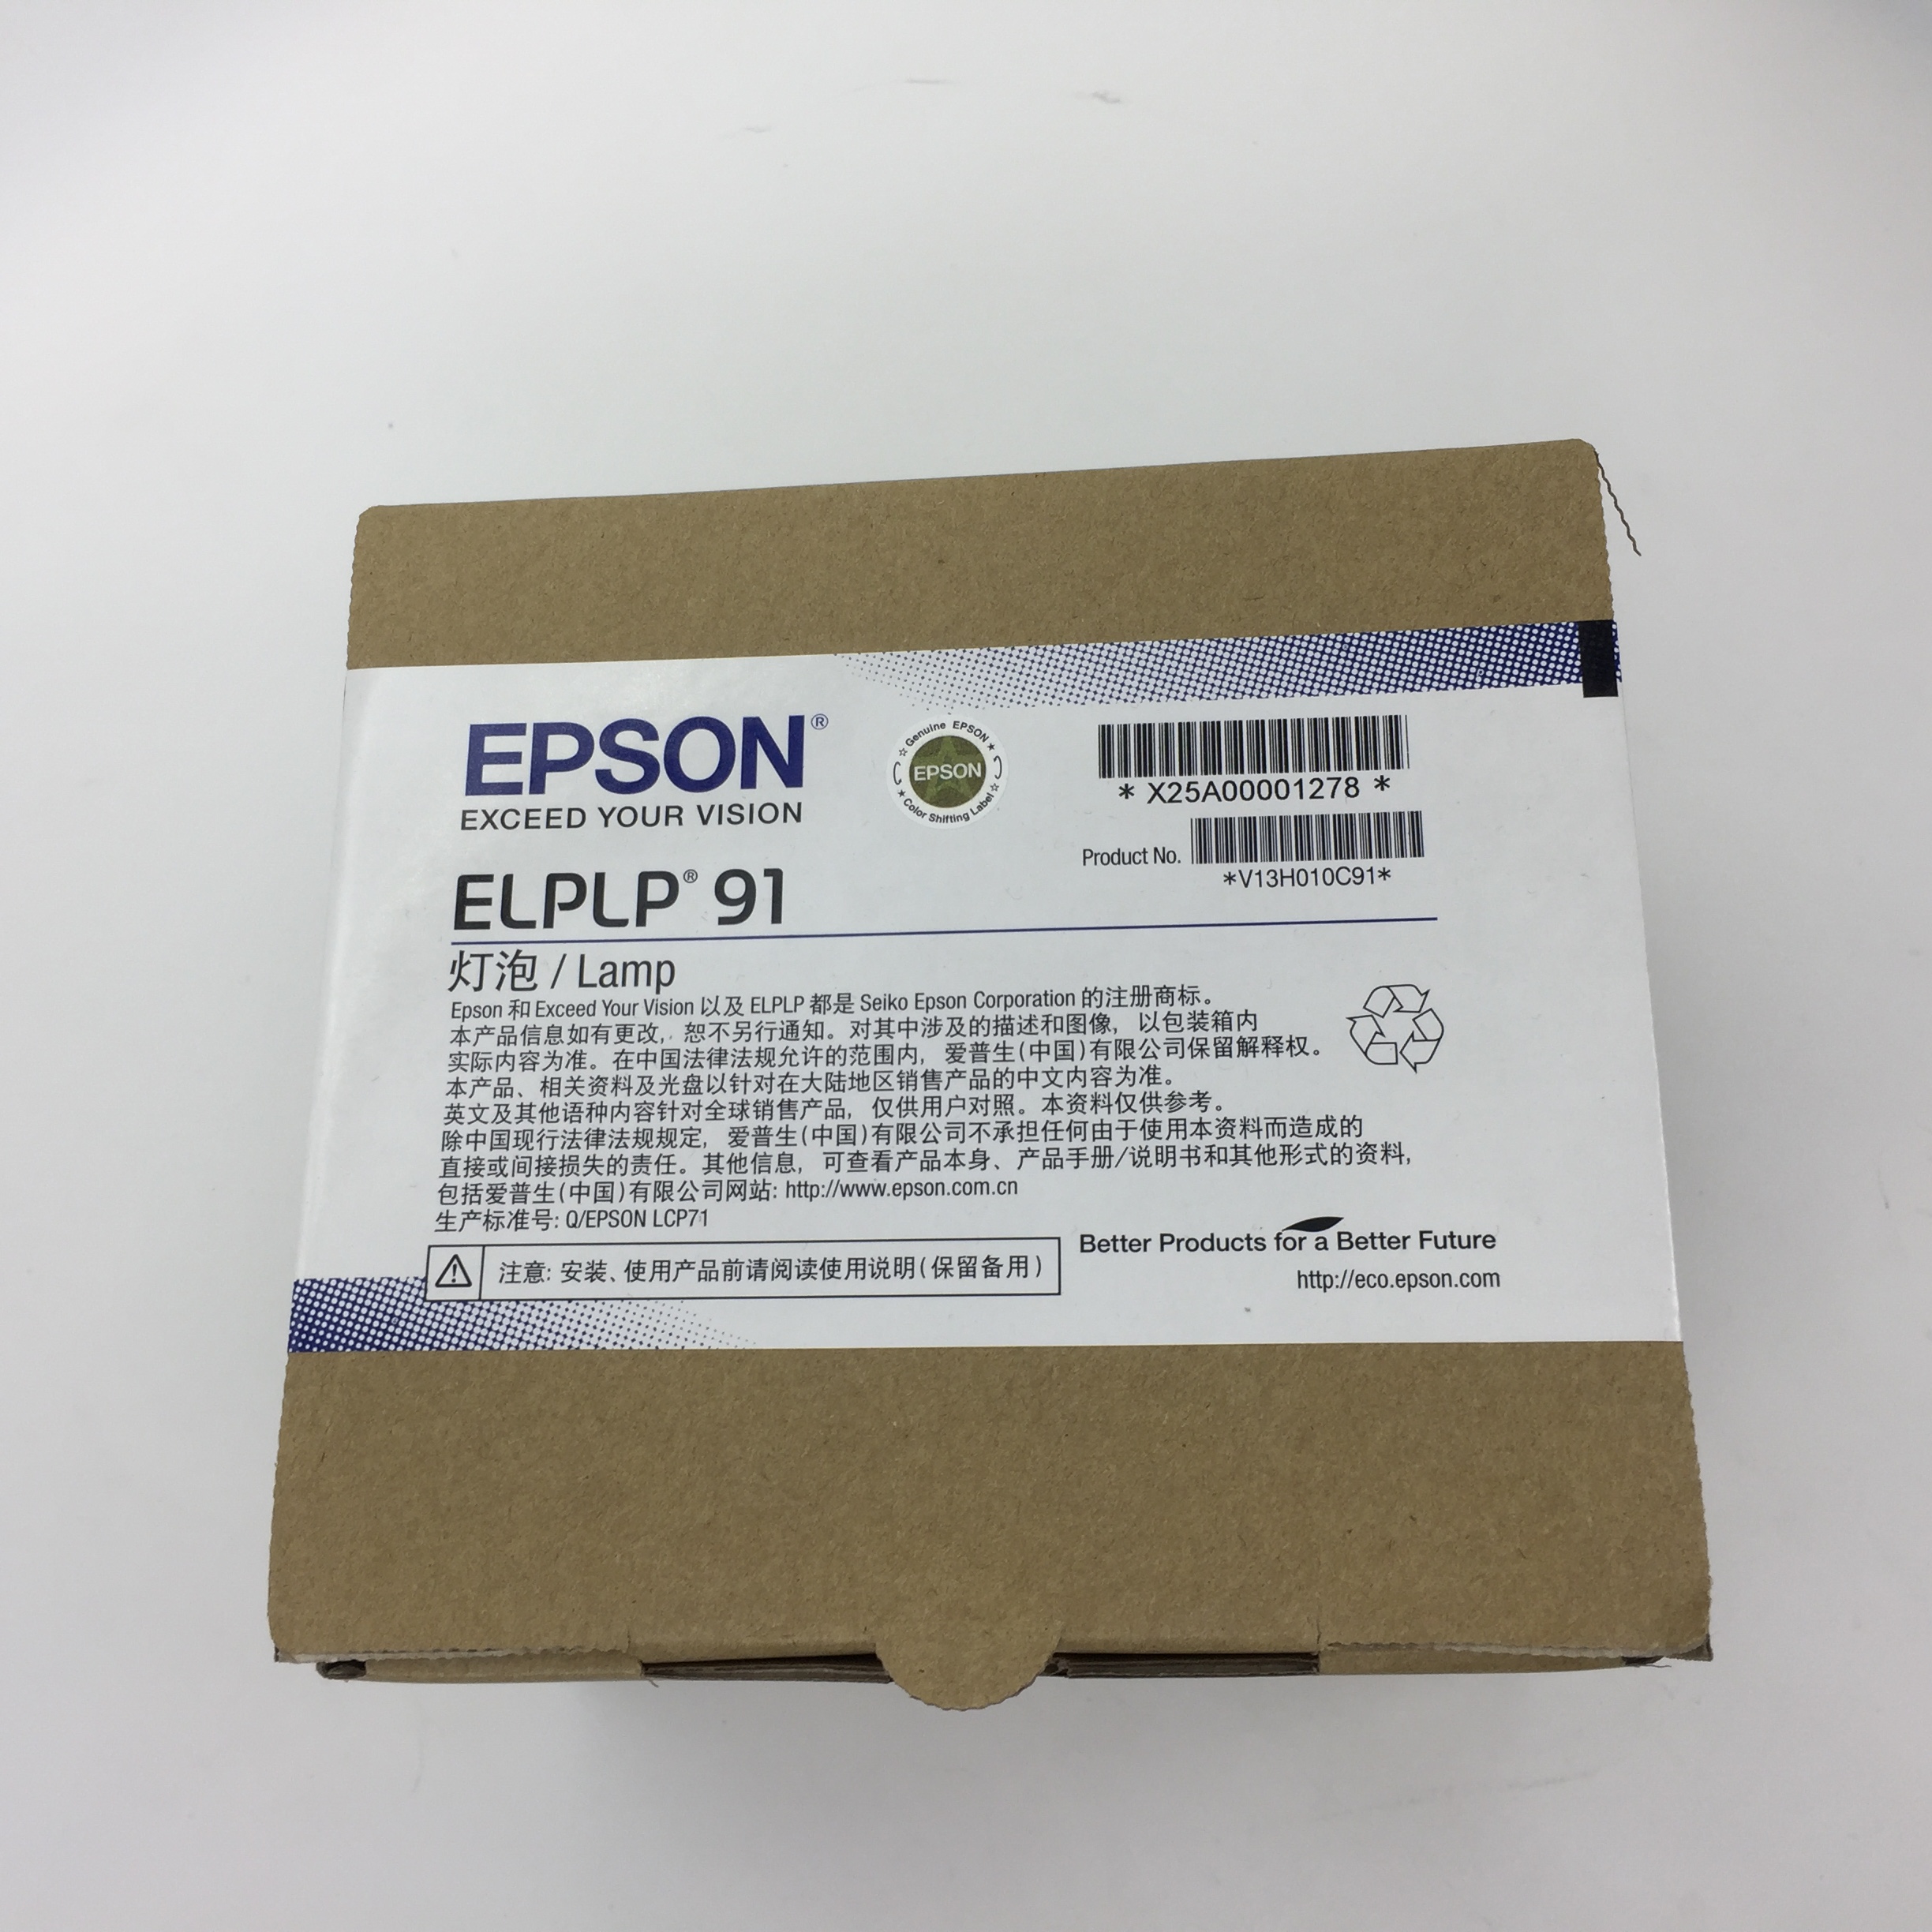 EPSON®
EXCEED YOUR VISION
Genuine EPSON
EPSON
Color Shifting Label
* X25A00001278 *
Product No.
*V13H010C91*
ELPLP® 91
灯泡 / Lamp
Epson 和 Exceed Your Vision 以及 ELPLP 都是 Seiko Epson Corporation 的注册商标。
本产品信息如有更改, 恕不另行通知。对其中涉及的描述和图像, 以包装箱内
实际内容为准。在中国法律法规允许的范围内, 爱普生(中国)有限公司保留解释权。
本产品、相关资料及光盘以针对在大陆地区销售产品的中文内容为准。
英文及其他语种内容针对全球销售产品, 仅供用户对照。本资料仅供参考。
除中国现行法律法规规定, 爱普生(中国)有限公司不承担任何由于使用本资料而造成的
直接或间接损失的责任。其他信息, 可查看产品本身、产品手册/说明书和其他形式的资料,
包括爱普生(中国)有限公司网站: http://www.epson.com.cn
生产标准号: Q/EPSON LCP71
注意: 安装、使用产品前请阅读使用说明(保留备用)
Better Products for a Better Future
http://eco.epson.com